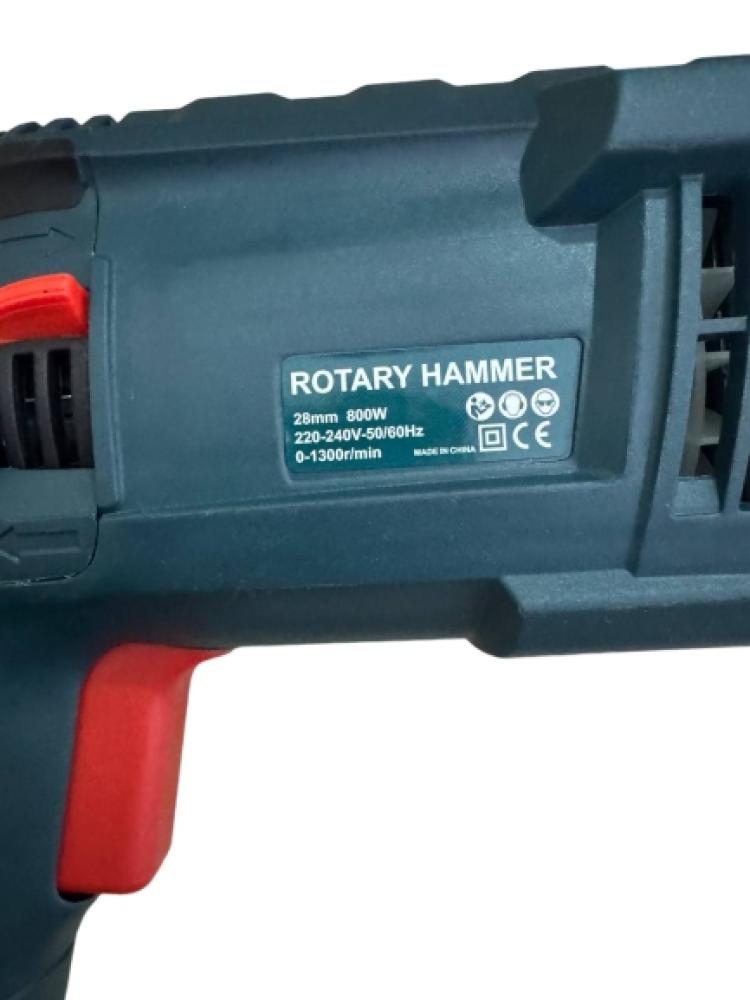 ROTARY HAMMER
28mm 800W
220-240V-50/60Hz
0-1300r/min
MADE IN CHINA
CE